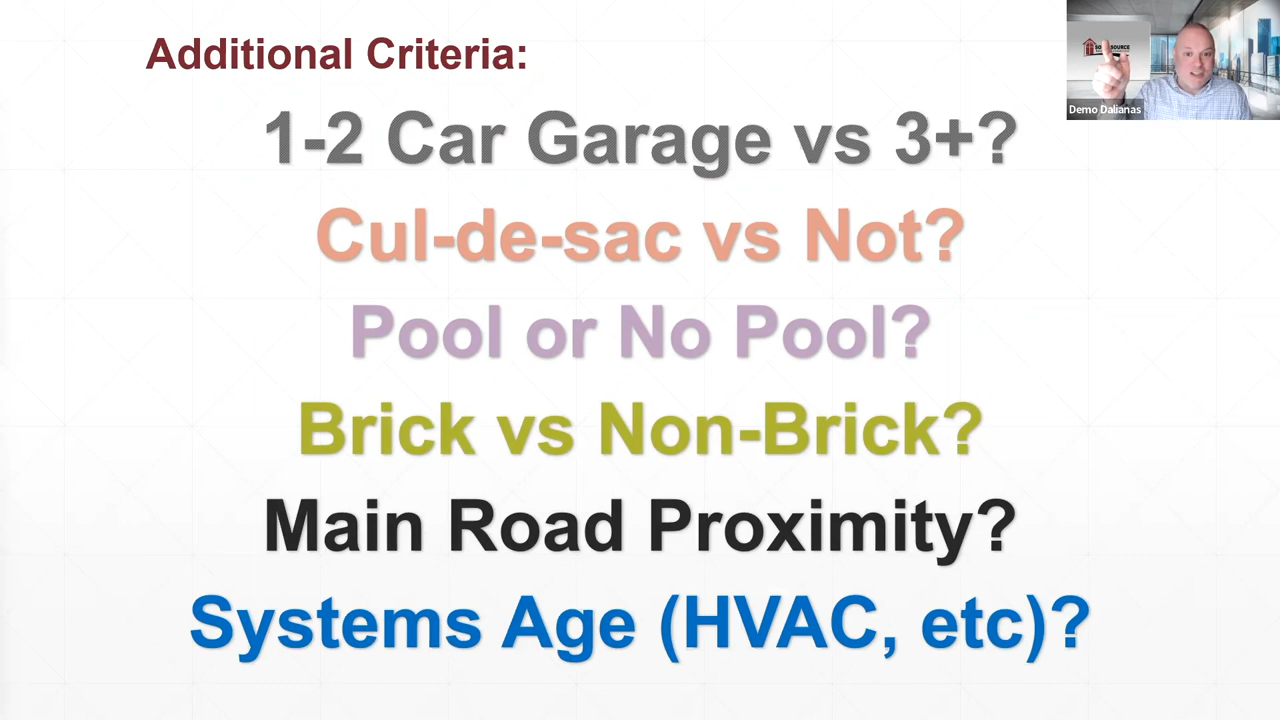 Additional Criteria:
1-2 Car Garage vs 3+?
Cul-de-sac vs Not?
Pool or No Pool?
Brick vs Non-Brick?
Main Road Proximity?
Systems Age (HVAC, etc)?
Demo Dalianas